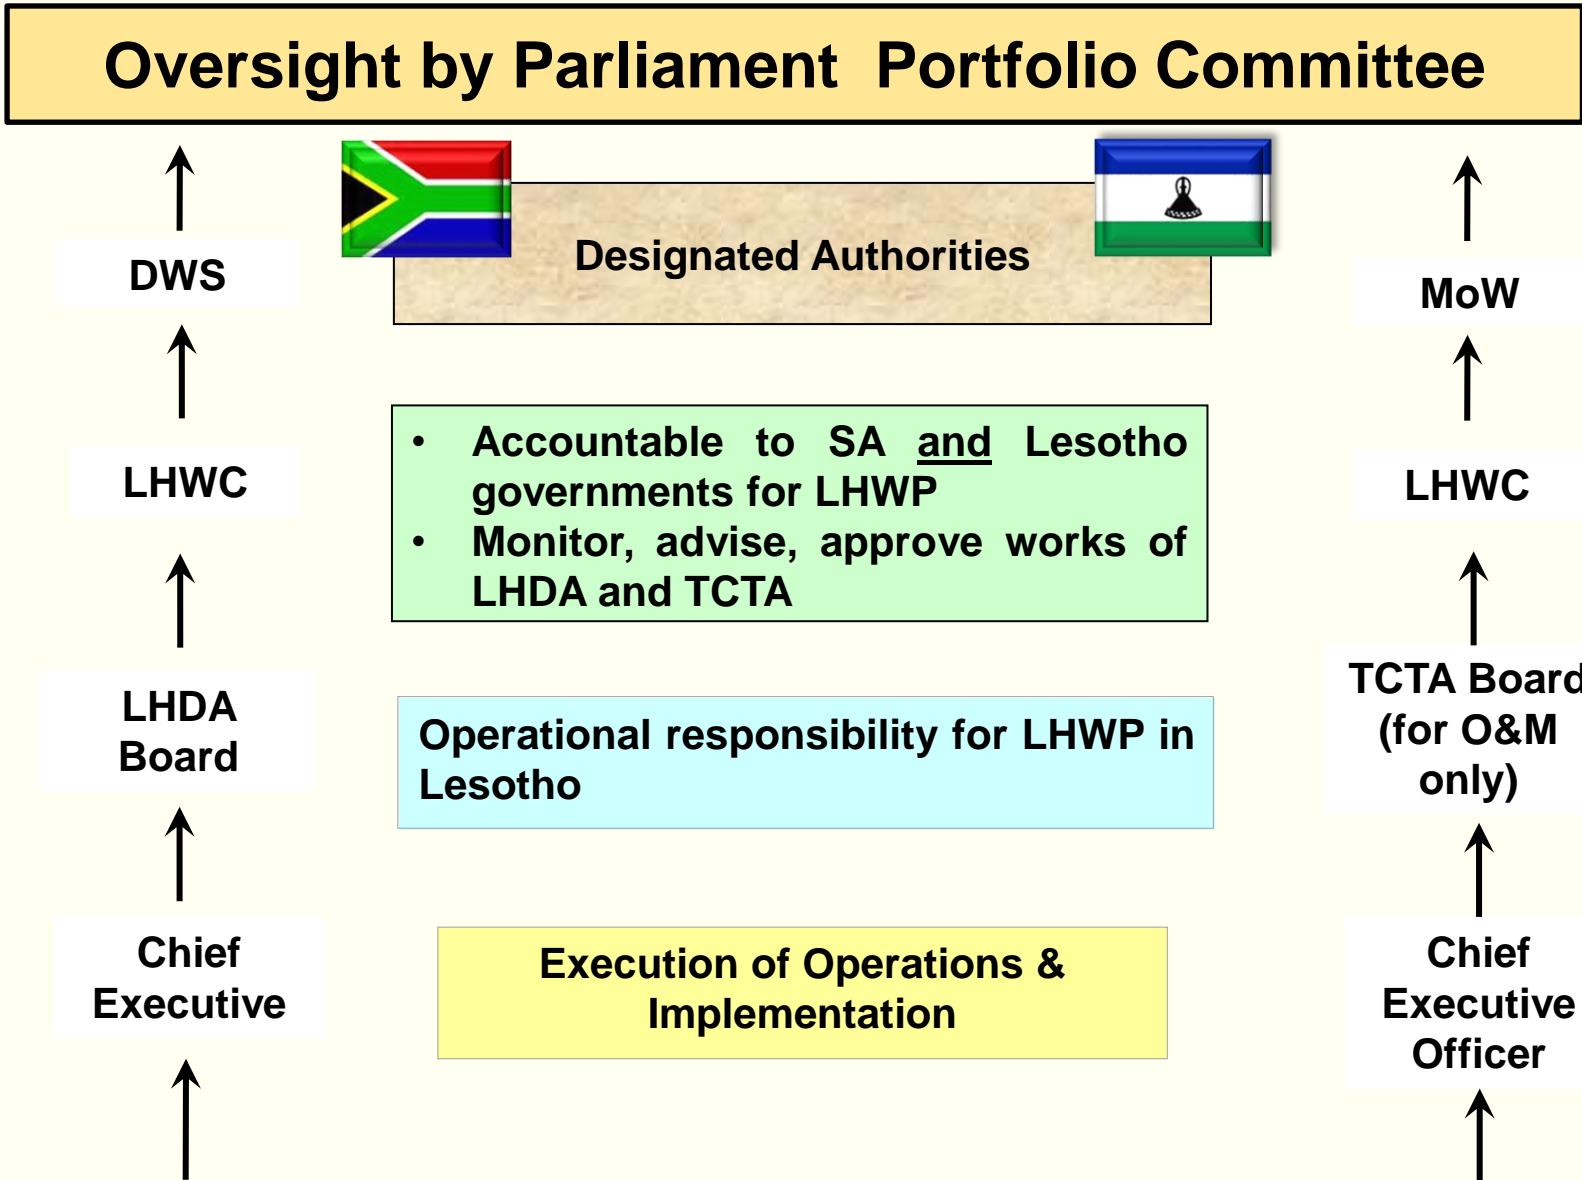 Oversight by Parliament Portfolio Committee
Designated Authorities
DWS
MoW
• Accountable to SA and Lesotho
governments for LHWP
• Monitor, advise, approve works of
LHDA and TCTA
LHWC
LHWC
LHDA
Board
Operational responsibility for LHWP in
Lesotho
TCTA Board
(for O&M
only)
Chief
Executive
Execution of Operations &
Implementation
Chief
Executive
Officer